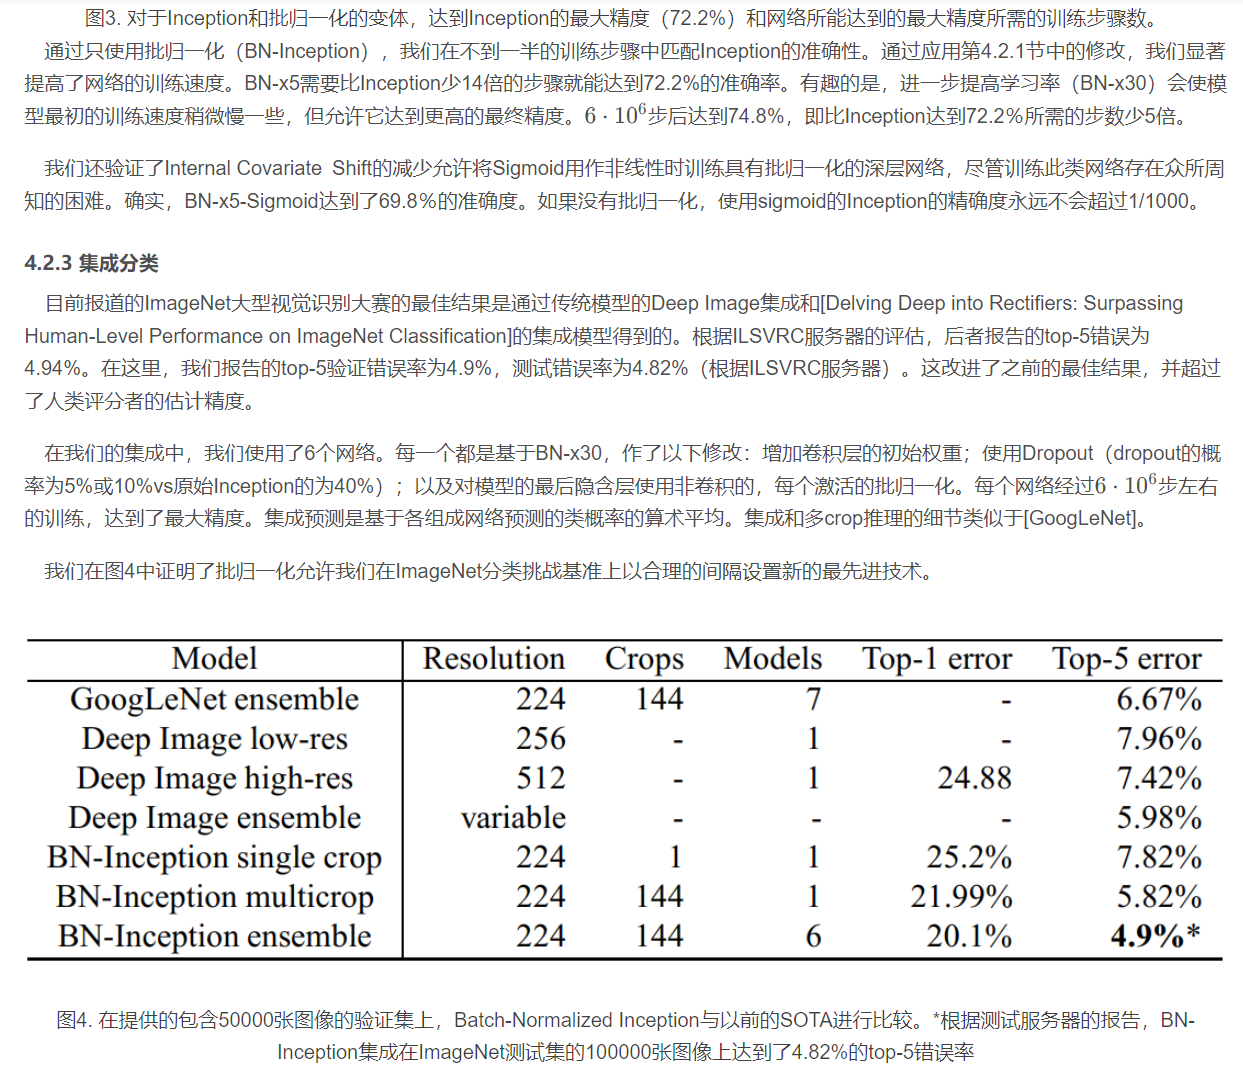 图3. 对于Inception和批归一化的变体，达到Inception的最大精度（72.2%）和网络所能达到的最大精度所需的训练步骤数。
通过只使用批归一化（BN-Inception），我们在不到一半的训练步骤中匹配Inception的准确性。通过应用第4.2.1节中的修改，我们显著
提高了网络的训练速度。BN-x5需要比Inception少14倍的步骤就能达到72.2%的准确率。有趣的是，进一步提高学习率（BN-x30）会使模
型最初的训练速度稍微慢一些，但允许它达到更高的最终精度。6 · 10⁶步后达到74.8%，即比Inception达到72.2%所需的步数少5倍。
我们还验证了Internal Covariate Shift的减少允许将Sigmoid用作非线性时训练具有批归一化的深层网络，尽管训练此类网络存在众所周
知的困难。确实，BN-x5-Sigmoid达到了69.8%的准确度。如果没有批归一化，使用sigmoid的Inception的精确度永远不会超过1/1000。
4.2.3 集成分类
目前报道的ImageNet大型视觉识别大赛的最佳结果是通过传统模型的Deep Image集成和[Delving Deep into Rectifiers: Surpassing
Human-Level Performance on ImageNet Classification]的集成模型得到的。根据ILSVRC服务器的评估，后者报告的top-5错误为
4.94%。在这里，我们报告的top-5验证错误率为4.9%，测试错误率为4.82%（根据ILSVRC服务器）。这改进了之前的最佳结果，并超过
了人类评分者的估计精度。
在我们的集成中，我们使用了6个网络。每一个都是基于BN-x30，作了以下修改：增加卷积层的初始权重；使用Dropout（dropout的概
率为5%或10%vs原始Inception的为40%）；以及对模型的最后隐含层使用非卷积的，每个激活的批归一化。每个网络经过6 · 10⁶步左右
的训练，达到了最大精度。集成预测是基于各组成网络预测的类概率的算术平均。集成和多crop推理的细节类似于[GoogLeNet]。
我们在图4中证明了批归一化允许我们在ImageNet分类挑战基准上以合理的间隔设置新的最先进技术。
Model Resolution Crops Models Top-1 error Top-5 error
GoogLeNet ensemble 224 144 7 - 6.67%
Deep Image low-res 256 - 1 - 7.96%
Deep Image high-res 512 - 1 24.88 7.42%
Deep Image ensemble variable - - - 5.98%
BN-Inception single crop 224 1 1 25.2% 7.82%
BN-Inception multicrop 224 144 1 21.99% 5.82%
BN-Inception ensemble 224 144 6 20.1% 4.9%*
图4. 在提供的包含50000张图像的验证集上，Batch-Normalized Inception与以前的SOTA进行比较。*根据测试服务器的报告，BN-
Inception集成在ImageNet测试集的100000张图像上达到了4.82%的top-5错误率